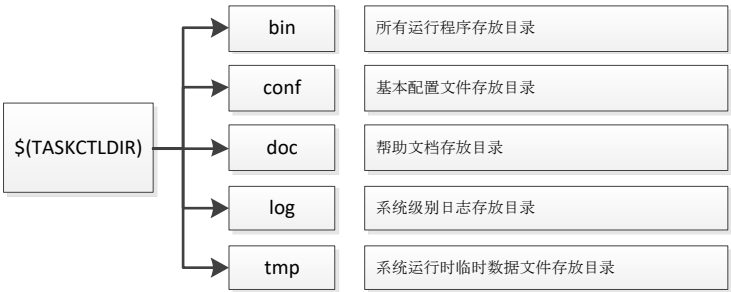 $(TASKCTLDIR)
bin
所有运行程序存放目录
conf
基本配置文件存放目录
doc
帮助文档存放目录
log
系统级别日志存放目录
tmp
系统运行时临时数据文件存放目录